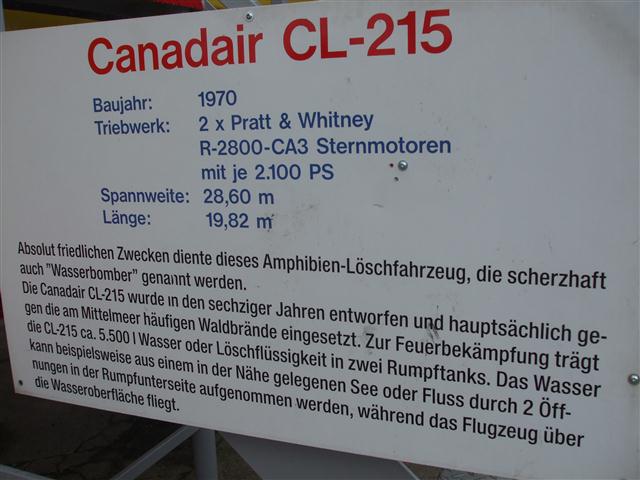 Canadair CL-215
Baujahr: 1970
Triebwerk: 2 x Pratt & Whitney
R-2800-CA3 Sternmotoren
mit je 2.100 PS
Spannweite: 28,60 m
Länge: 19,82 m
Absolut friedlichen Zwecken diente dieses Amphibien-Löschfahrzeug, die scherzhaft
auch "Wasserbomber" genannt werden.
Die Canadair CL-215 wurde in den sechziger Jahren entworfen und hauptsächlich ge-
gen die am Mittelmeer häufigen Waldbrände eingesetzt. Zur Feuerbekämpfung trägt
die CL-215 ca. 5.500 l Wasser oder Löschflüssigkeit in zwei Rumpftanks. Das Wasser
kann beispielsweise aus einem in der Nähe gelegenen See oder Fluss durch 2 Öff-
nungen in der Rumpfunterseite aufgenommen werden, während das Flugzeug über
die Wasseroberfläche fliegt.